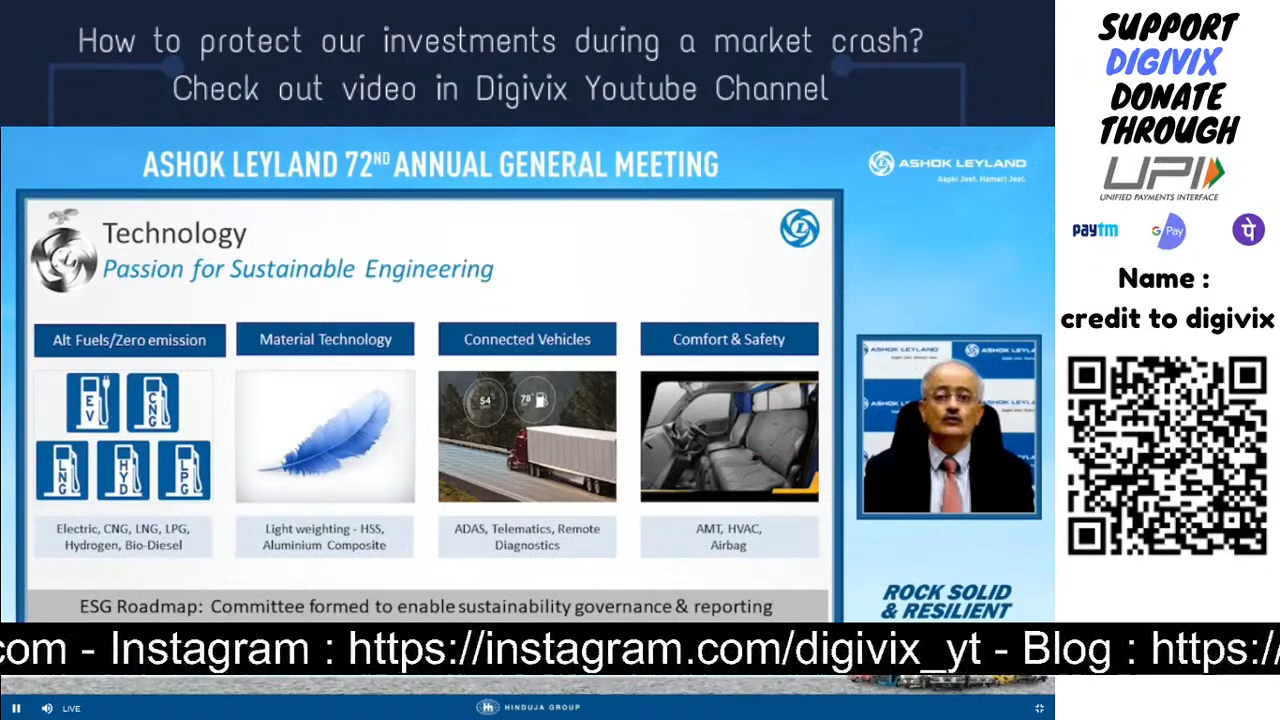 How to protect our investments during a market crash?
Check out video in Digivix Youtube Channel
SUPPORT
DIGIVIX
DONATE
THROUGH
UPI
UNIFIED PAYMENTS INTERFACE
paytm
G Pay
पे
Name :
credit to digivix
ASHOK LEYLAND 72ND ANNUAL GENERAL MEETING
ASHOK LEYLAND
Aapki Jeet. Hamari Jeet.
Technology
Passion for Sustainable Engineering
Alt Fuels/Zero emission
Material Technology
Connected Vehicles
Comfort & Safety
EV
CNG
LNG
HYD
LPG
54
78
Electric, CNG, LNG, LPG,
Hydrogen, Bio-Diesel
Light weighting - HSS,
Aluminium Composite
ADAS, Telematics, Remote
Diagnostics
AMT, HVAC,
Airbag
ESG Roadmap: Committee formed to enable sustainability governance & reporting
ASHOK LEYLAND
ROCK SOLID
& RESILIENT
com - Instagram : https://instagram.com/digivix_yt - Blog : https:/
LIVE
HINDUJA GROUP